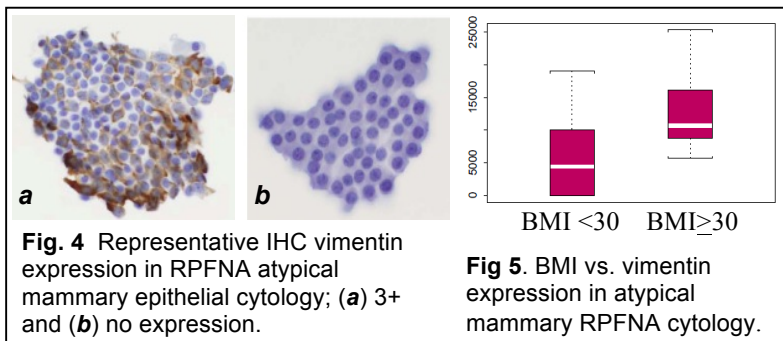 a
b
Fig. 4 Representative IHC vimentin
expression in RPFNA atypical
mammary epithelial cytology; (a) 3+
and (b) no expression.
25000
15000
5000
0
BMI <30 BMI≥30
Fig 5. BMI vs. vimentin
expression in atypical
mammary RPFNA cytology.